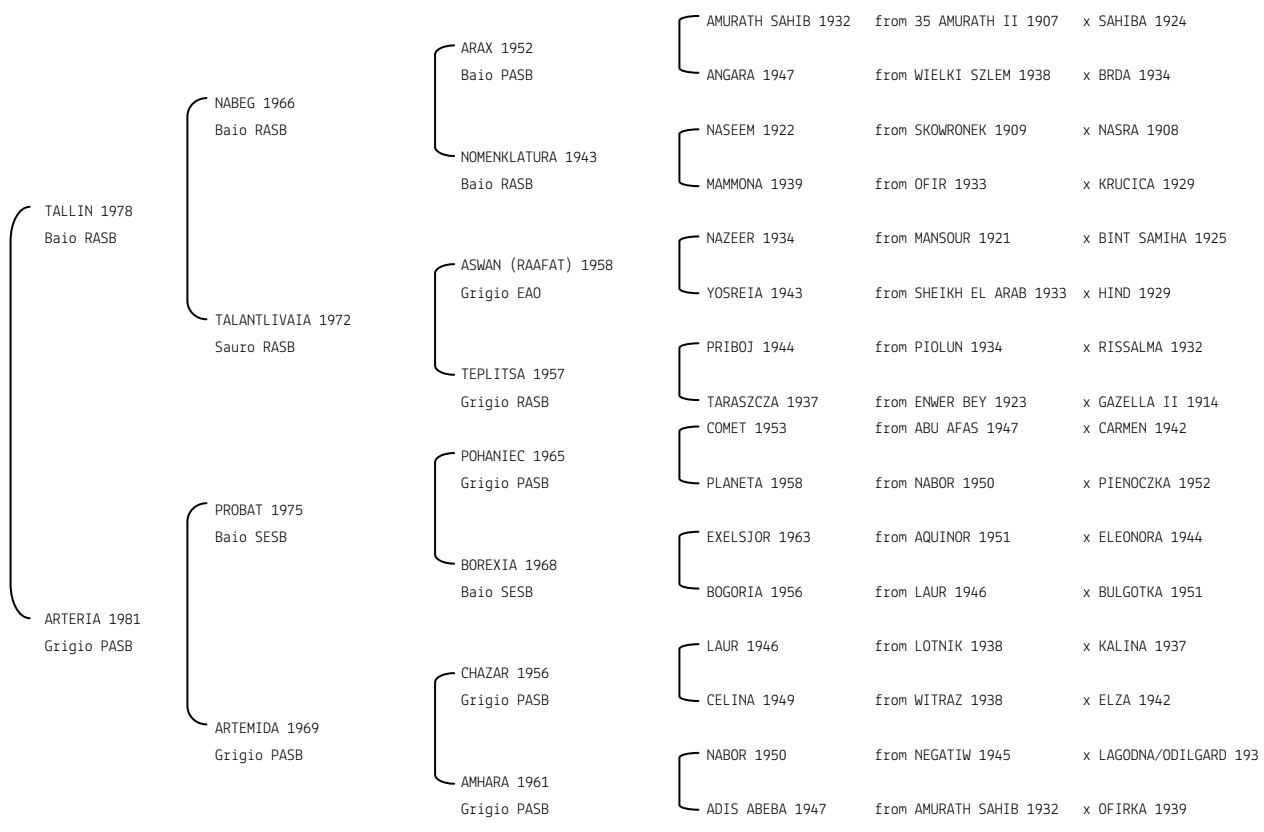 AMURATH SAHIB 1932 from 35 AMURATH II 1907 x SAHIBA 1924
ARAX 1952
Baio PASB
ANGARA 1947 from WIELKI SZLEM 1938 x BRDA 1934
NABEG 1966
Baio RASB
NASEEM 1922 from SKOWRONEK 1909 x NASRA 1908
NOMENKLATURA 1943
Baio RASB
MAMMONA 1939 from OFIR 1933 x KRUCICA 1929
TALLIN 1978
Baio RASB
NAZEER 1934 from MANSOUR 1921 x BINT SAMIHA 1925
ASWAN (RAAFAT) 1958
Grigio EAO
YOSREIA 1943 from SHEIKH EL ARAB 1933 x HIND 1929
TALANTLIVAIA 1972
Sauro RASB
PRIBOJ 1944 from PIOLUN 1934 x RISSALMA 1932
TEPLITSA 1957
Grigio RASB
TARASZCZA 1937 from ENWER BEY 1923 x GAZELLA II 1914
COMET 1953 from ABU AFAS 1947 x CARMEN 1942
POHANIEC 1965
Grigio PASB
PLANETA 1958 from NABOR 1950 x PIENOCZKA 1952
PROBAT 1975
Baio SESB
EXELSJOR 1963 from AQUINOR 1951 x ELEONORA 1944
BOREXIA 1968
Baio SESB
BOGORIA 1956 from LAUR 1946 x BULGOTKA 1951
ARTERIA 1981
Grigio PASB
LAUR 1946 from LOTNIK 1938 x KALINA 1937
CHAZAR 1956
Grigio PASB
CELINA 1949 from WITRAZ 1938 x ELZA 1942
ARTEMIDA 1969
Grigio PASB
NABOR 1950 from NEGATIW 1945 x LAGODNA/ODILGARD 193
AMHARA 1961
Grigio PASB
ADIS ABEBA 1947 from AMURATH SAHIB 1932 x OFIRKA 1939